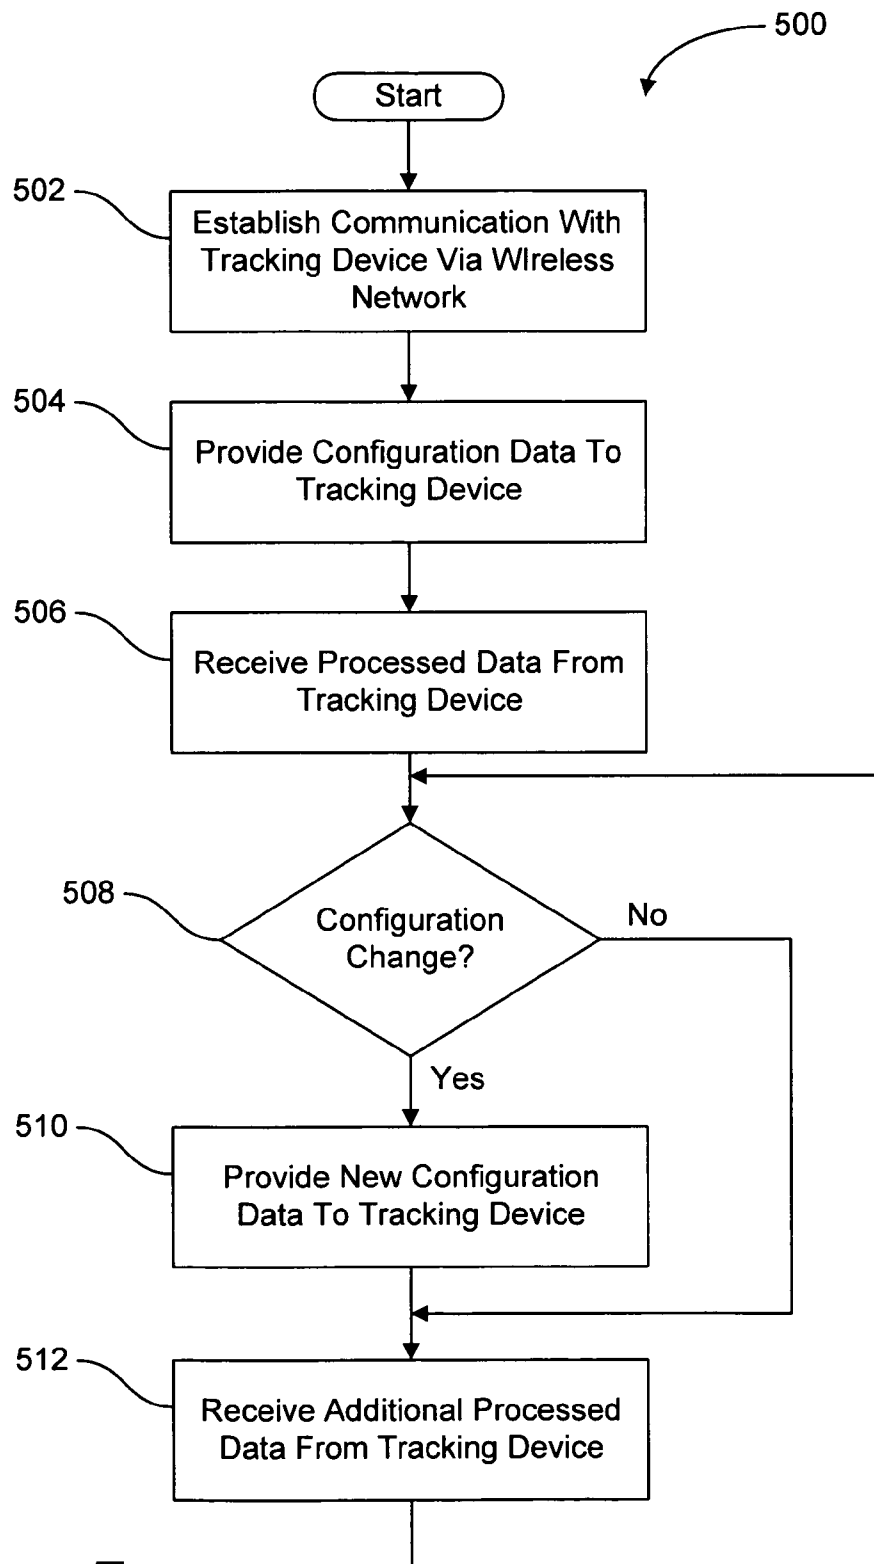 500
Start
502
Establish Communication With
Tracking Device Via WIreless
Network
504
Provide Configuration Data To
Tracking Device
506
Receive Processed Data From
Tracking Device
508
Configuration
Change?
No
Yes
510
Provide New Configuration
Data To Tracking Device
512
Receive Additional Processed
Data From Tracking Device